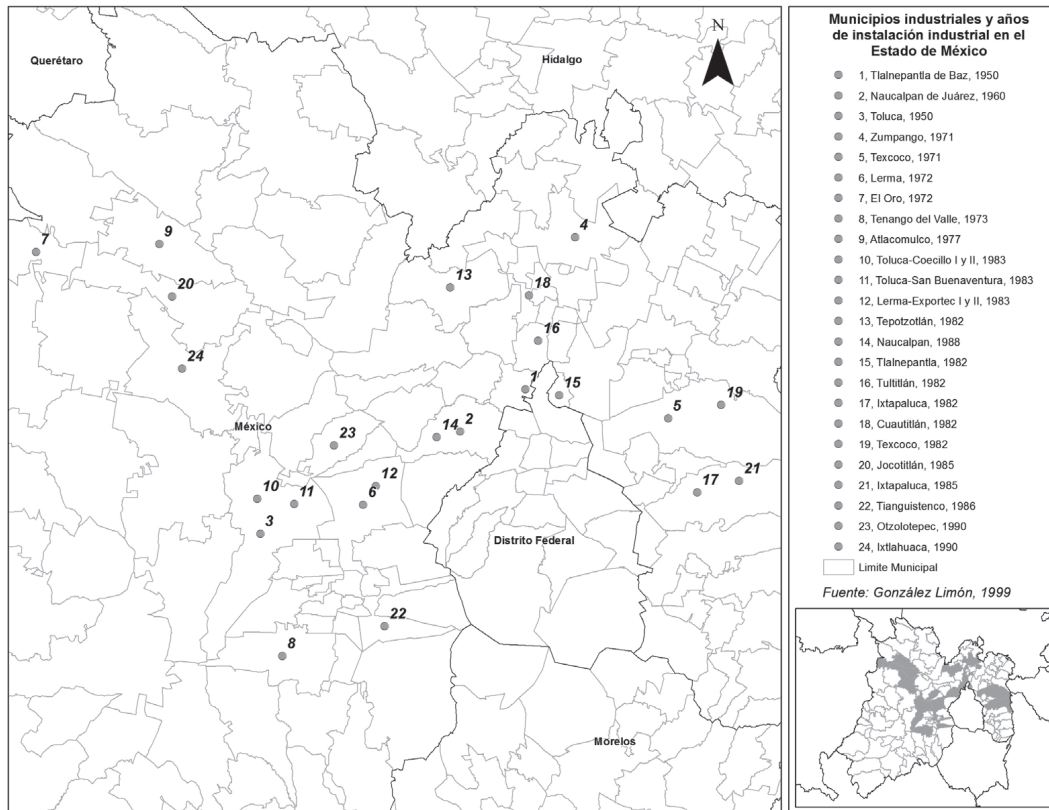 Querétaro
Hidalgo
N
4
7
9
13
20
18
16
24
1
15
19
5
México
23
14
2
21
12
17
10
11
6
3
Distrito Federal
22
8
Morelos
Municipios industriales y años
de instalación industrial en el
Estado de México
1, Tlalnepantla de Baz, 1950
2, Naucalpan de Juárez, 1960
3, Toluca, 1950
4, Zumpango, 1971
5, Texcoco, 1971
6, Lerma, 1972
7, El Oro, 1972
8, Tenango del Valle, 1973
9, Atlacomulco, 1977
10, Toluca-Coecillo I y II, 1983
11, Toluca-San Buenaventura, 1983
12, Lerma-Exportec I y II, 1983
13, Tepotzotlán, 1982
14, Naucalpan, 1988
15, Tlalnepantla, 1982
16, Tultitlán, 1982
17, Ixtapaluca, 1982
18, Cuautitlán, 1982
19, Texcoco, 1982
20, Jocotitlán, 1985
21, Ixtapaluca, 1985
22, Tianguistenco, 1986
23, Otzolotepec, 1990
24, Ixtlahuaca, 1990
Limite Municipal
Fuente: González Limón, 1999